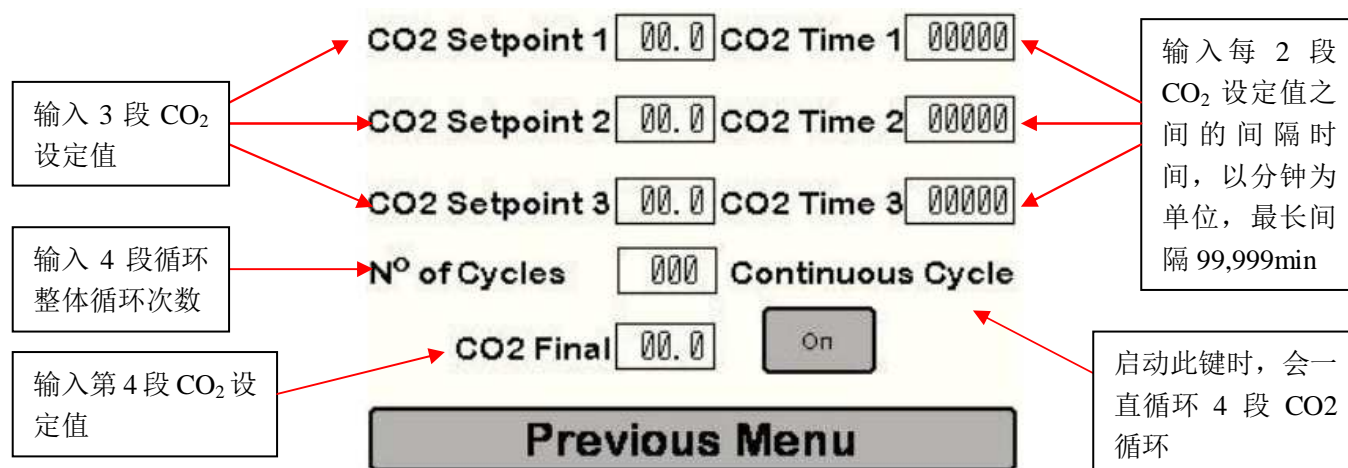 CO2 Setpoint 1 00.0 CO2 Time 1 00000
CO2 Setpoint 2 00.0 CO2 Time 2 00000
CO2 Setpoint 3 00.0 CO2 Time 3 00000
Nº of Cycles 000 Continuous Cycle
CO2 Final 00.0 On
Previous Menu
输入 3 段 CO₂
设定值
输入 4 段循环
整体循环次数
输入第 4 段 CO₂ 设
定值
输入每 2 段
CO₂ 设定值之
间的间隔时
间，以分钟为
单位，最长间
隔 99,999min
启动此键时，会一
直循环 4 段 CO2
循环